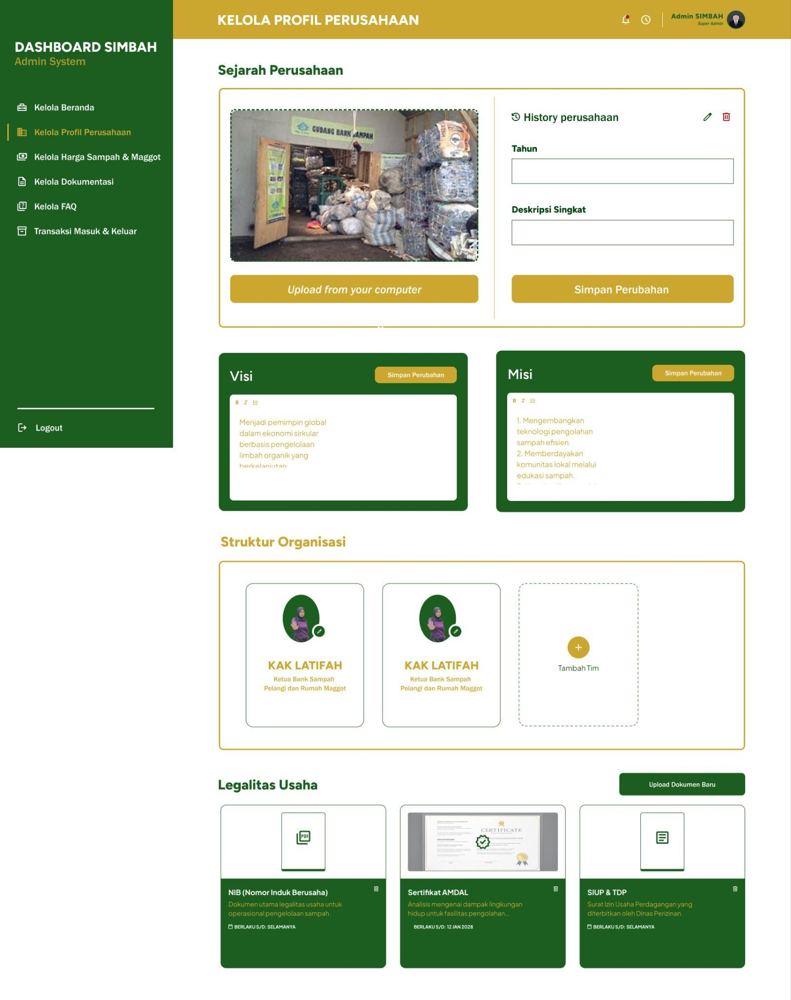 DASHBOARD SIMBAH
Admin System
Kelola Beranda
Kelola Profil Perusahaan
Kelola Harga Sampah & Maggot
Kelola Dokumentasi
Kelola FAQ
Transaksi Masuk & Keluar
Logout
KELOLA PROFIL PERUSAHAAN
Admin SIMBAH
Super Admin
Sejarah Perusahaan
GUDANG BANK SAMPAH
Upload from your computer
History perusahaan
Tahun
Deskripsi Singkat
Simpan Perubahan
Visi
Simpan Perubahan
B I
Menjadi pemimpin global
dalam ekonomi sirkular
berbasis pengelolaan
limbah organik yang
berkelanjutan
Misi
Simpan Perubahan
B I
1. Mengembangkan
teknologi pengolahan
sampah efisien.
2. Memberdayakan
komunitas lokal melalui
edukasi sampah.
Struktur Organisasi
KAK LATIFAH
Ketua Bank Sampah
Pelangi dan Rumah Maggot
KAK LATIFAH
Ketua Bank Sampah
Pelangi dan Rumah Maggot
Tambah Tim
Legalitas Usaha
Upload Dokumen Baru
PDF
NIB (Nomor Induk Berusaha)
Dokumen utama legalitas usaha untuk
operasional pengelolaan sampah.
BERLAKU S/D: SELAMANYA
CERTIFICATE
Sertifikat AMDAL
Analisis mengenai dampak lingkungan
hidup untuk fasilitas pengolahan...
BERLAKU S/D: 12 JAN 2028
SIUP & TDP
Surat Izin Usaha Perdagangan yang
diterbitkan oleh Dinas Perizinan.
BERLAKU S/D: SELAMANYA